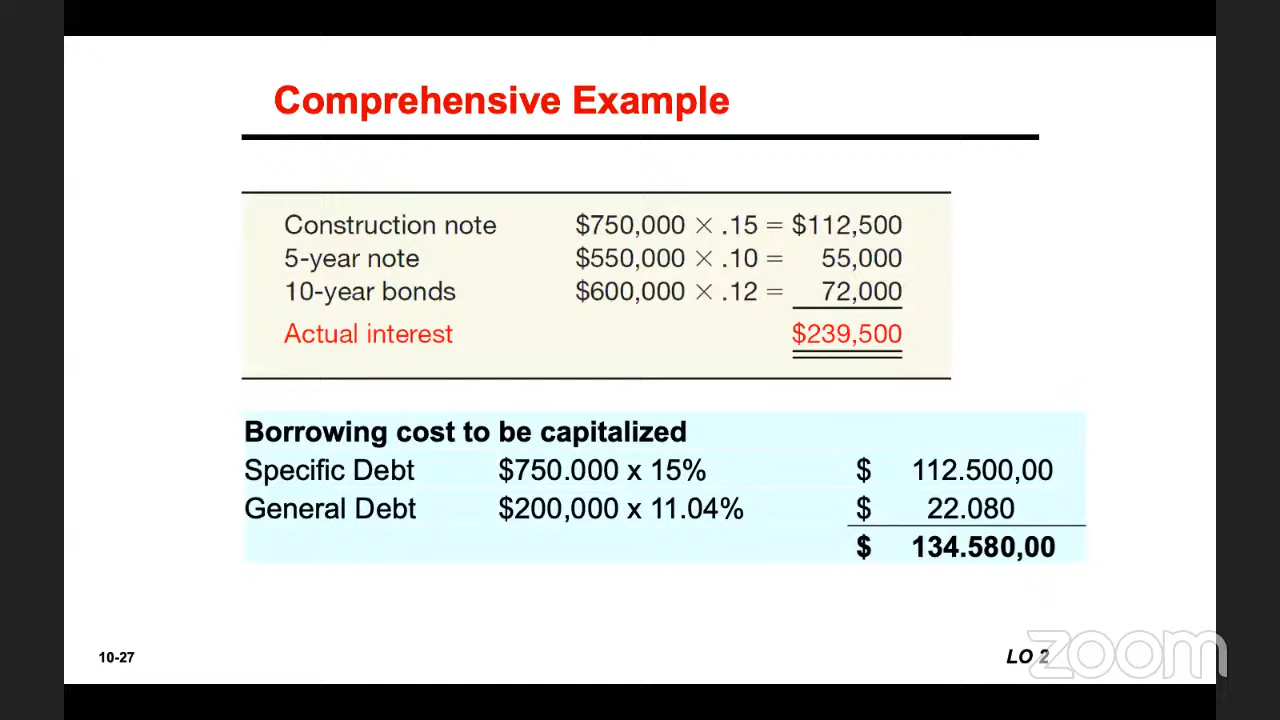 Comprehensive Example
Construction note $750,000 × .15 = $112,500
5-year note $550,000 × .10 = 55,000
10-year bonds $600,000 × .12 = 72,000
Actual interest $239,500
Borrowing cost to be capitalized
Specific Debt $750.000 x 15% $ 112.500,00
General Debt $200,000 x 11.04% $ 22.080
$ 134.580,00
10-27 LO 2
zoom